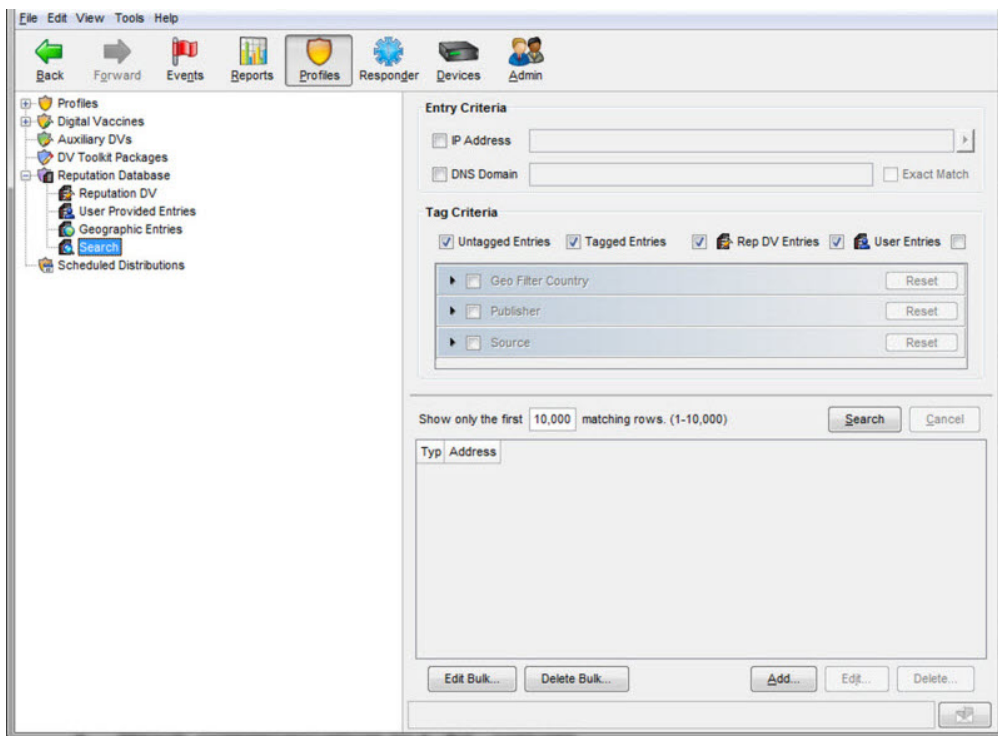 File Edit View Tools Help
Back Forward Events Reports Profiles Responder Devices Admin
Profiles
Digital Vaccines
Auxiliary DVs
DV Toolkit Packages
Reputation Database
Reputation DV
User Provided Entries
Geographic Entries
Search
Scheduled Distributions
Entry Criteria
IP Address
DNS Domain Exact Match
Tag Criteria
Untagged Entries Tagged Entries Rep DV Entries User Entries
Geo Filter Country Reset
Publisher Reset
Source Reset
Show only the first 10,000 matching rows. (1-10,000) Search Cancel
Typ Address
Edit Bulk... Delete Bulk... Add... Edit... Delete...